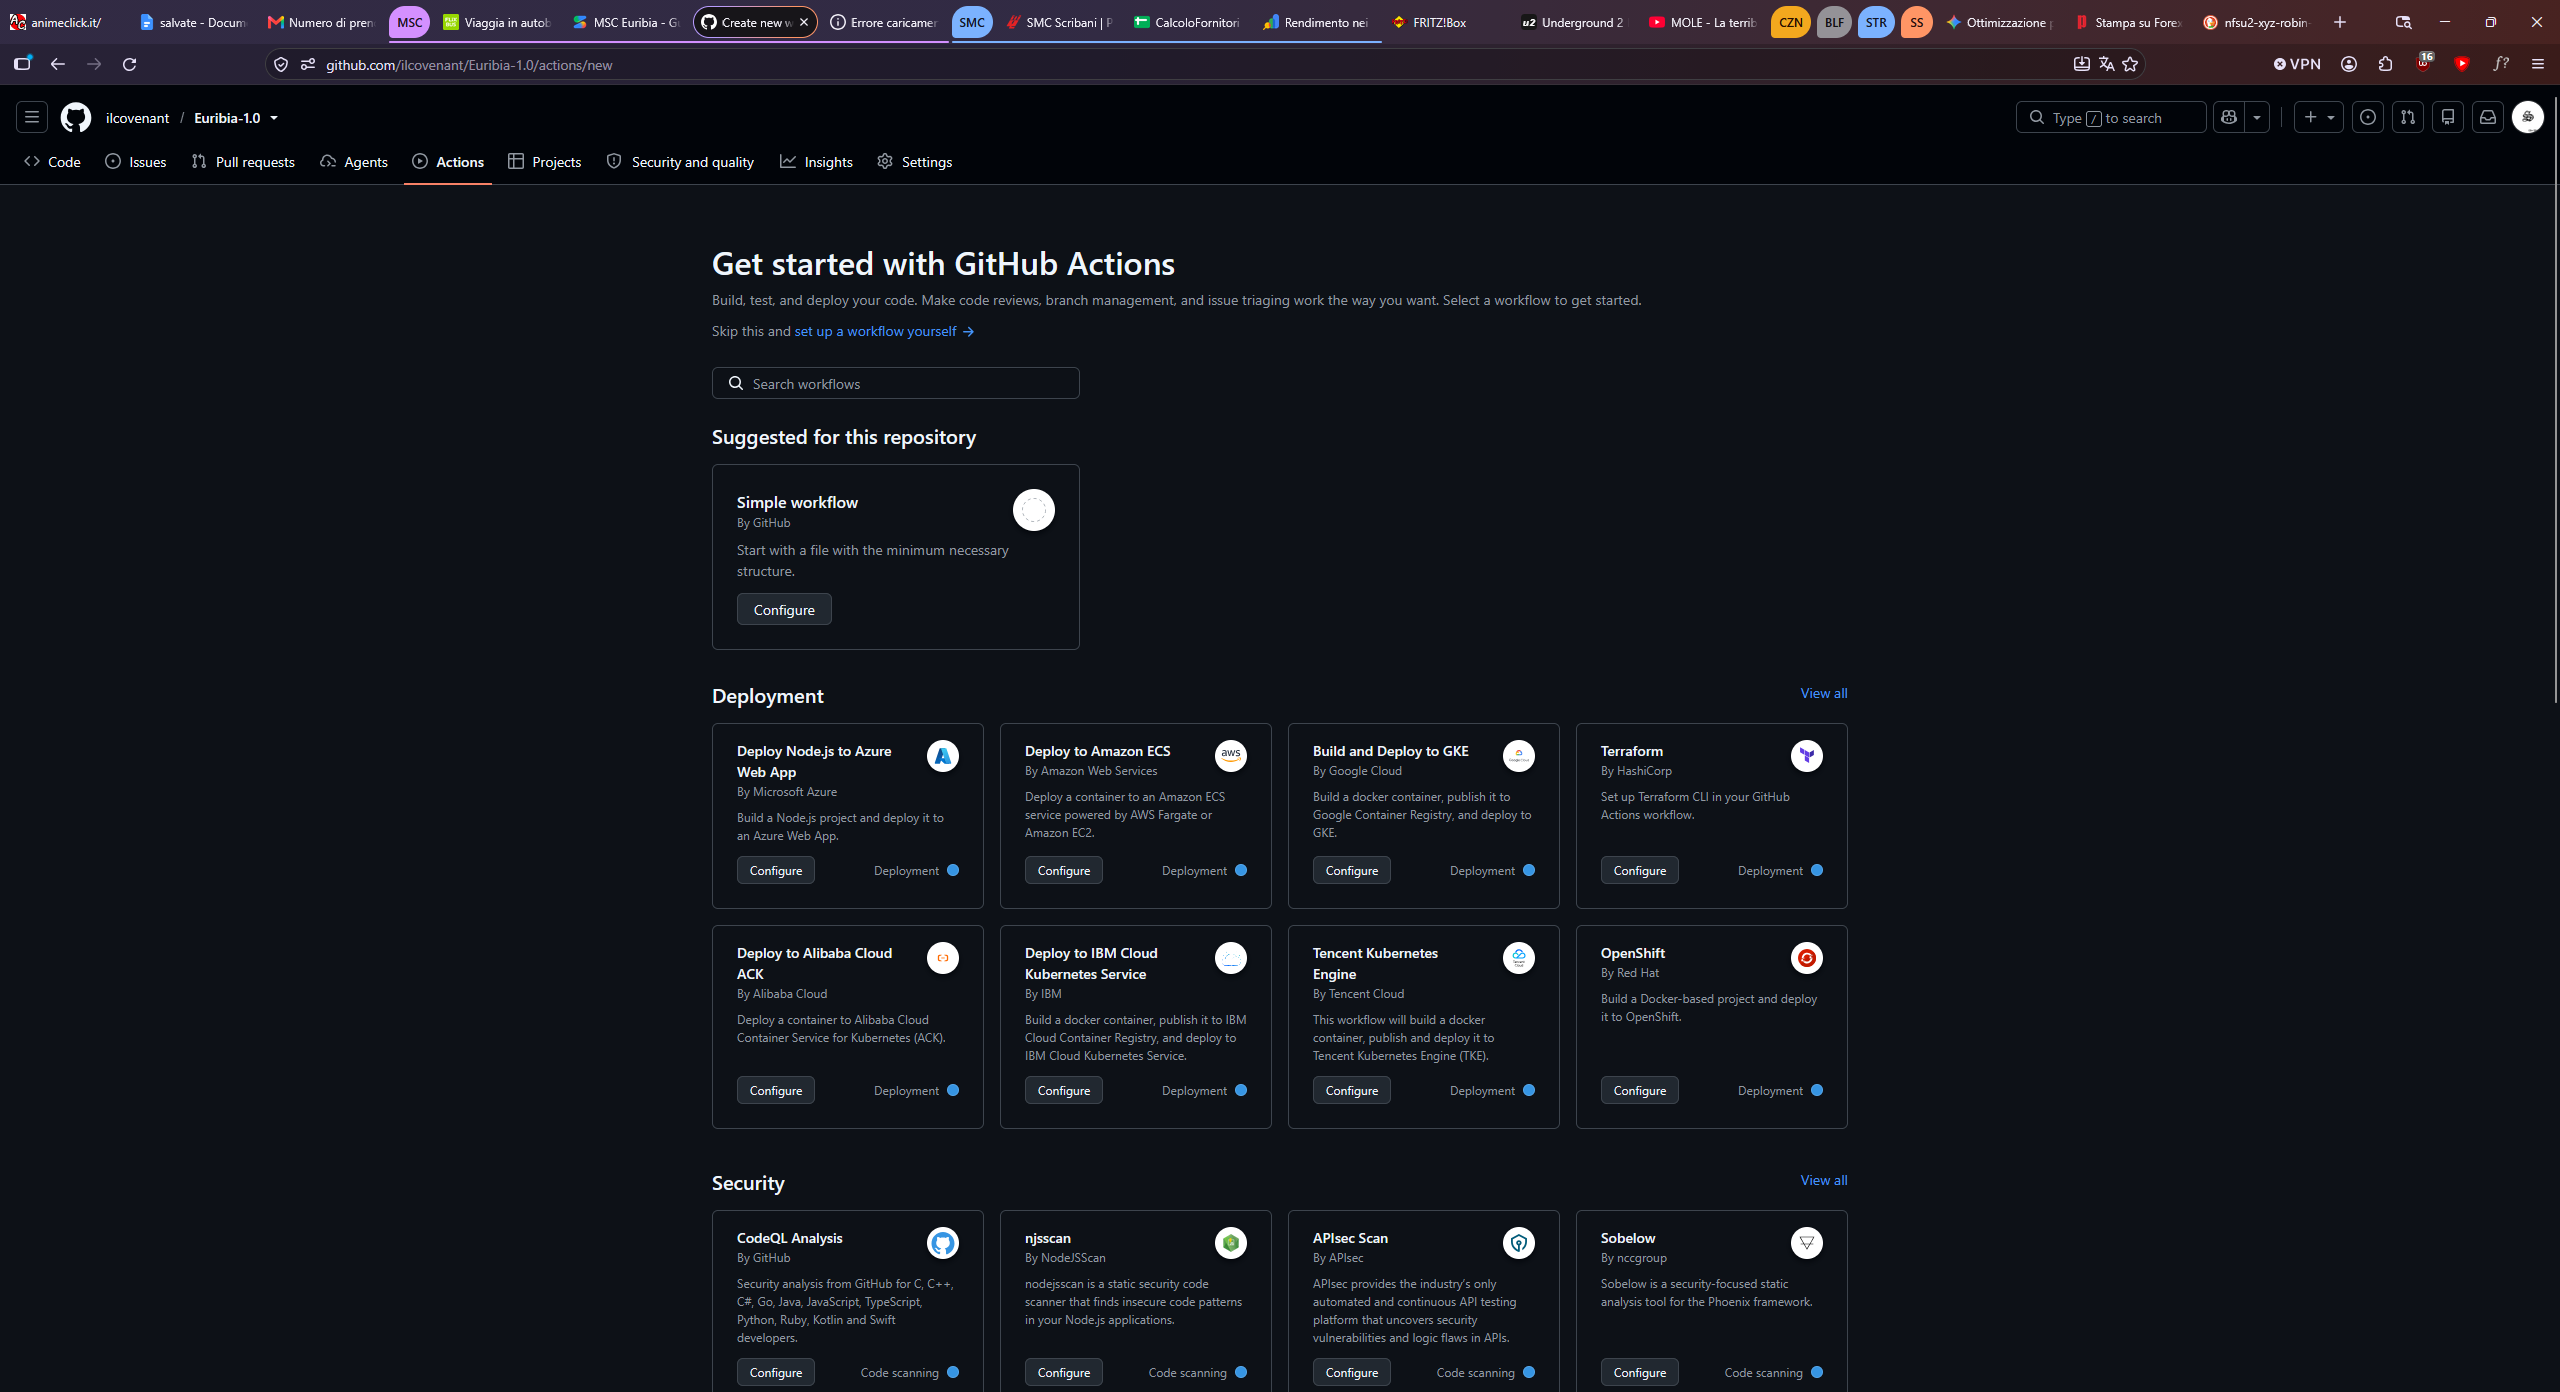 animeclick.it/
salvate - Docum
Numero di pren
MSC
Viaggia in autob
MSC Euribia - Gu
Create new w
Errore caricamen
SMC
SMC Scribani | P
CalcoloFornitori
Rendimento nei
FRITZ!Box
Underground 2
MOLE - La terrib
CZN
BLF
STR
SS
Ottimizzazione p
Stampa su Forex
nfsu2-xyz-robin-
github.com/ilcovenant/Euribia-1.0/actions/new
VPN
16
ilcovenant / Euribia-1.0
Type / to search
Code
Issues
Pull requests
Agents
Actions
Projects
Security and quality
Insights
Settings
Get started with GitHub Actions
Build, test, and deploy your code. Make code reviews, branch management, and issue triaging work the way you want. Select a workflow to get started.
Skip this and set up a workflow yourself →
Search workflows
Suggested for this repository
Simple workflow
By GitHub
Start with a file with the minimum necessary
structure.
Configure
Deployment
View all
Deploy Node.js to Azure
Web App
By Microsoft Azure
Build a Node.js project and deploy it to
an Azure Web App.
Configure
Deployment
Deploy to Amazon ECS
By Amazon Web Services
aws
Deploy a container to an Amazon ECS
service powered by AWS Fargate or
Amazon EC2.
Configure
Deployment
Build and Deploy to GKE
By Google Cloud
Build a docker container, publish it to
Google Container Registry, and deploy to
GKE.
Configure
Deployment
Terraform
By HashiCorp
Set up Terraform CLI in your GitHub
Actions workflow.
Configure
Deployment
Deploy to Alibaba Cloud
ACK
By Alibaba Cloud
Deploy a container to Alibaba Cloud
Container Service for Kubernetes (ACK).
Configure
Deployment
Deploy to IBM Cloud
Kubernetes Service
By IBM
Build a docker container, publish it to IBM
Cloud Container Registry, and deploy to
IBM Cloud Kubernetes Service.
Configure
Deployment
Tencent Kubernetes
Engine
By Tencent Cloud
This workflow will build a docker
container, publish and deploy it to
Tencent Kubernetes Engine (TKE).
Configure
Deployment
OpenShift
By Red Hat
Build a Docker-based project and deploy
it to OpenShift.
Configure
Deployment
Security
View all
CodeQL Analysis
By GitHub
Security analysis from GitHub for C, C++,
C#, Go, Java, JavaScript, TypeScript,
Python, Ruby, Kotlin and Swift
developers.
Configure
Code scanning
njsscan
By NodeJSScan
nodejsscan is a static security code
scanner that finds insecure code patterns
in your Node.js applications.
Configure
Code scanning
APIsec Scan
By APIsec
APIsec provides the industry's only
automated and continuous API testing
platform that uncovers security
vulnerabilities and logic flaws in APIs.
Configure
Code scanning
Sobelow
By nccgroup
Sobelow is a security-focused static
analysis tool for the Phoenix framework.
Configure
Code scanning